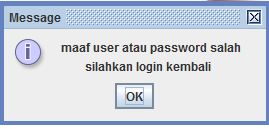 Message
maaf user atau password salah
silahkan login kembali
OK